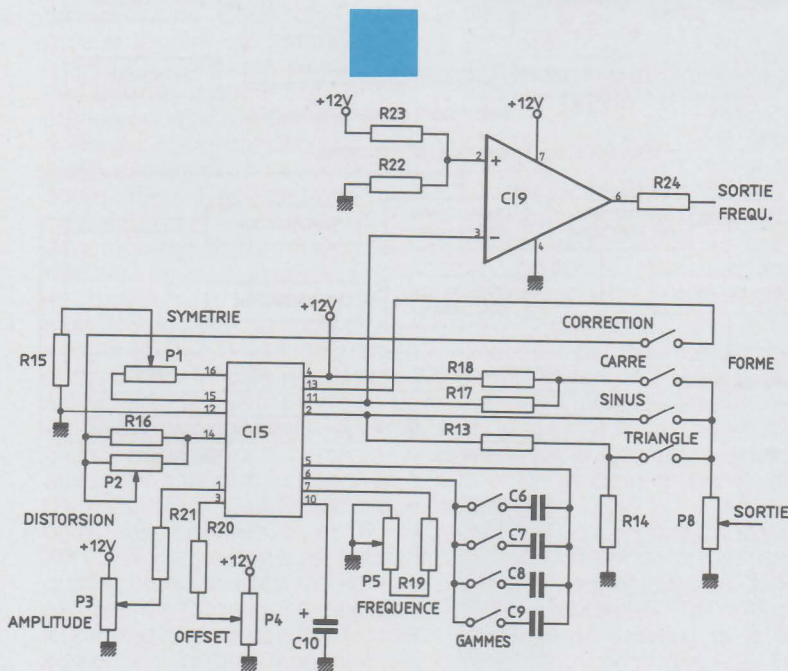 +12V
R23
+12V
R22
2
+
7
CI9
6
R24
SORTIE
FREQU.
3
−
4
SYMETRIE
+12V
CORRECTION
R15
P1
16
15
12
14
R16
P2
CI5
4
13
11
2
5
6
7
10
1
3
R18
R17
R13
CARRE
SINUS
TRIANGLE
FORME
R14
P8
SORTIE
DISTORSION
R21
R20
+12V
+12V
P3
AMPLITUDE
P4
OFFSET
+
C10
P5
R19
FREQUENCE
C6
C7
C8
C9
GAMMES